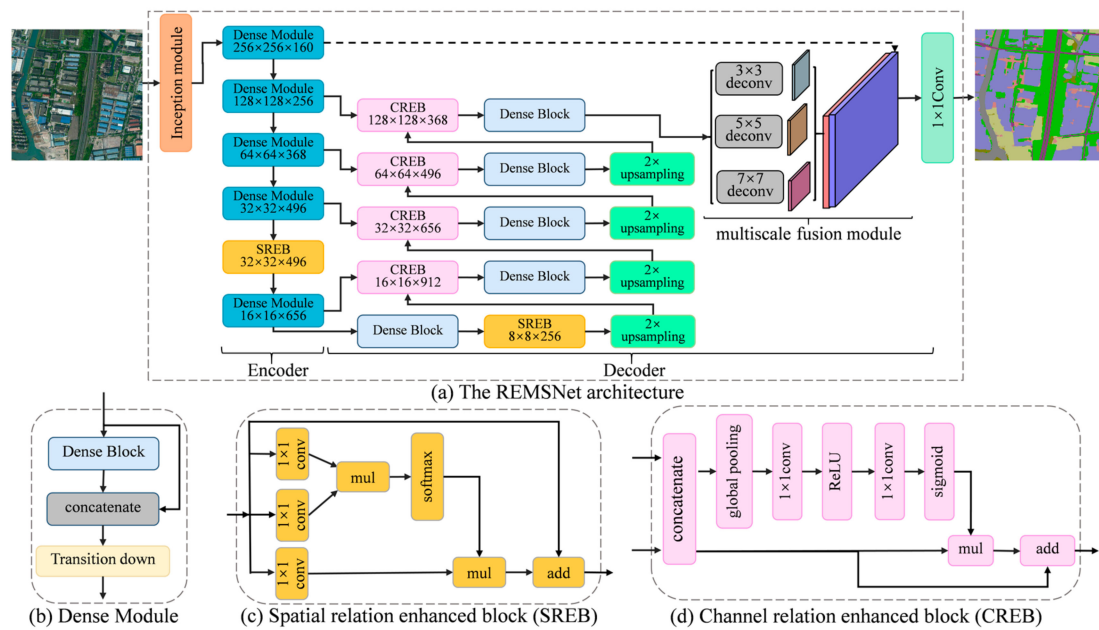 Inception module
Dense Module
256×256×160
Dense Module
128×128×256
Dense Module
64×64×368
Dense Module
32×32×496
SREB
32×32×496
Dense Module
16×16×656
CREB
128×128×368
Dense Block
CREB
64×64×496
Dense Block
2×
upsampling
CREB
32×32×656
Dense Block
2×
upsampling
CREB
16×16×912
Dense Block
2×
upsampling
Dense Block
SREB
8×8×256
2×
upsampling
3×3
deconv
5×5
deconv
7×7
deconv
multiscale fusion module
1×1Conv
Encoder
Decoder
(a) The REMSNet architecture
Dense Block
concatenate
Transition down
(b) Dense Module
1×1
conv
1×1
conv
1×1
conv
mul
softmax
mul
add
(c) Spatial relation enhanced block (SREB)
concatenate
global pooling
1×1conv
ReLU
1×1conv
sigmoid
mul
add
(d) Channel relation enhanced block (CREB)